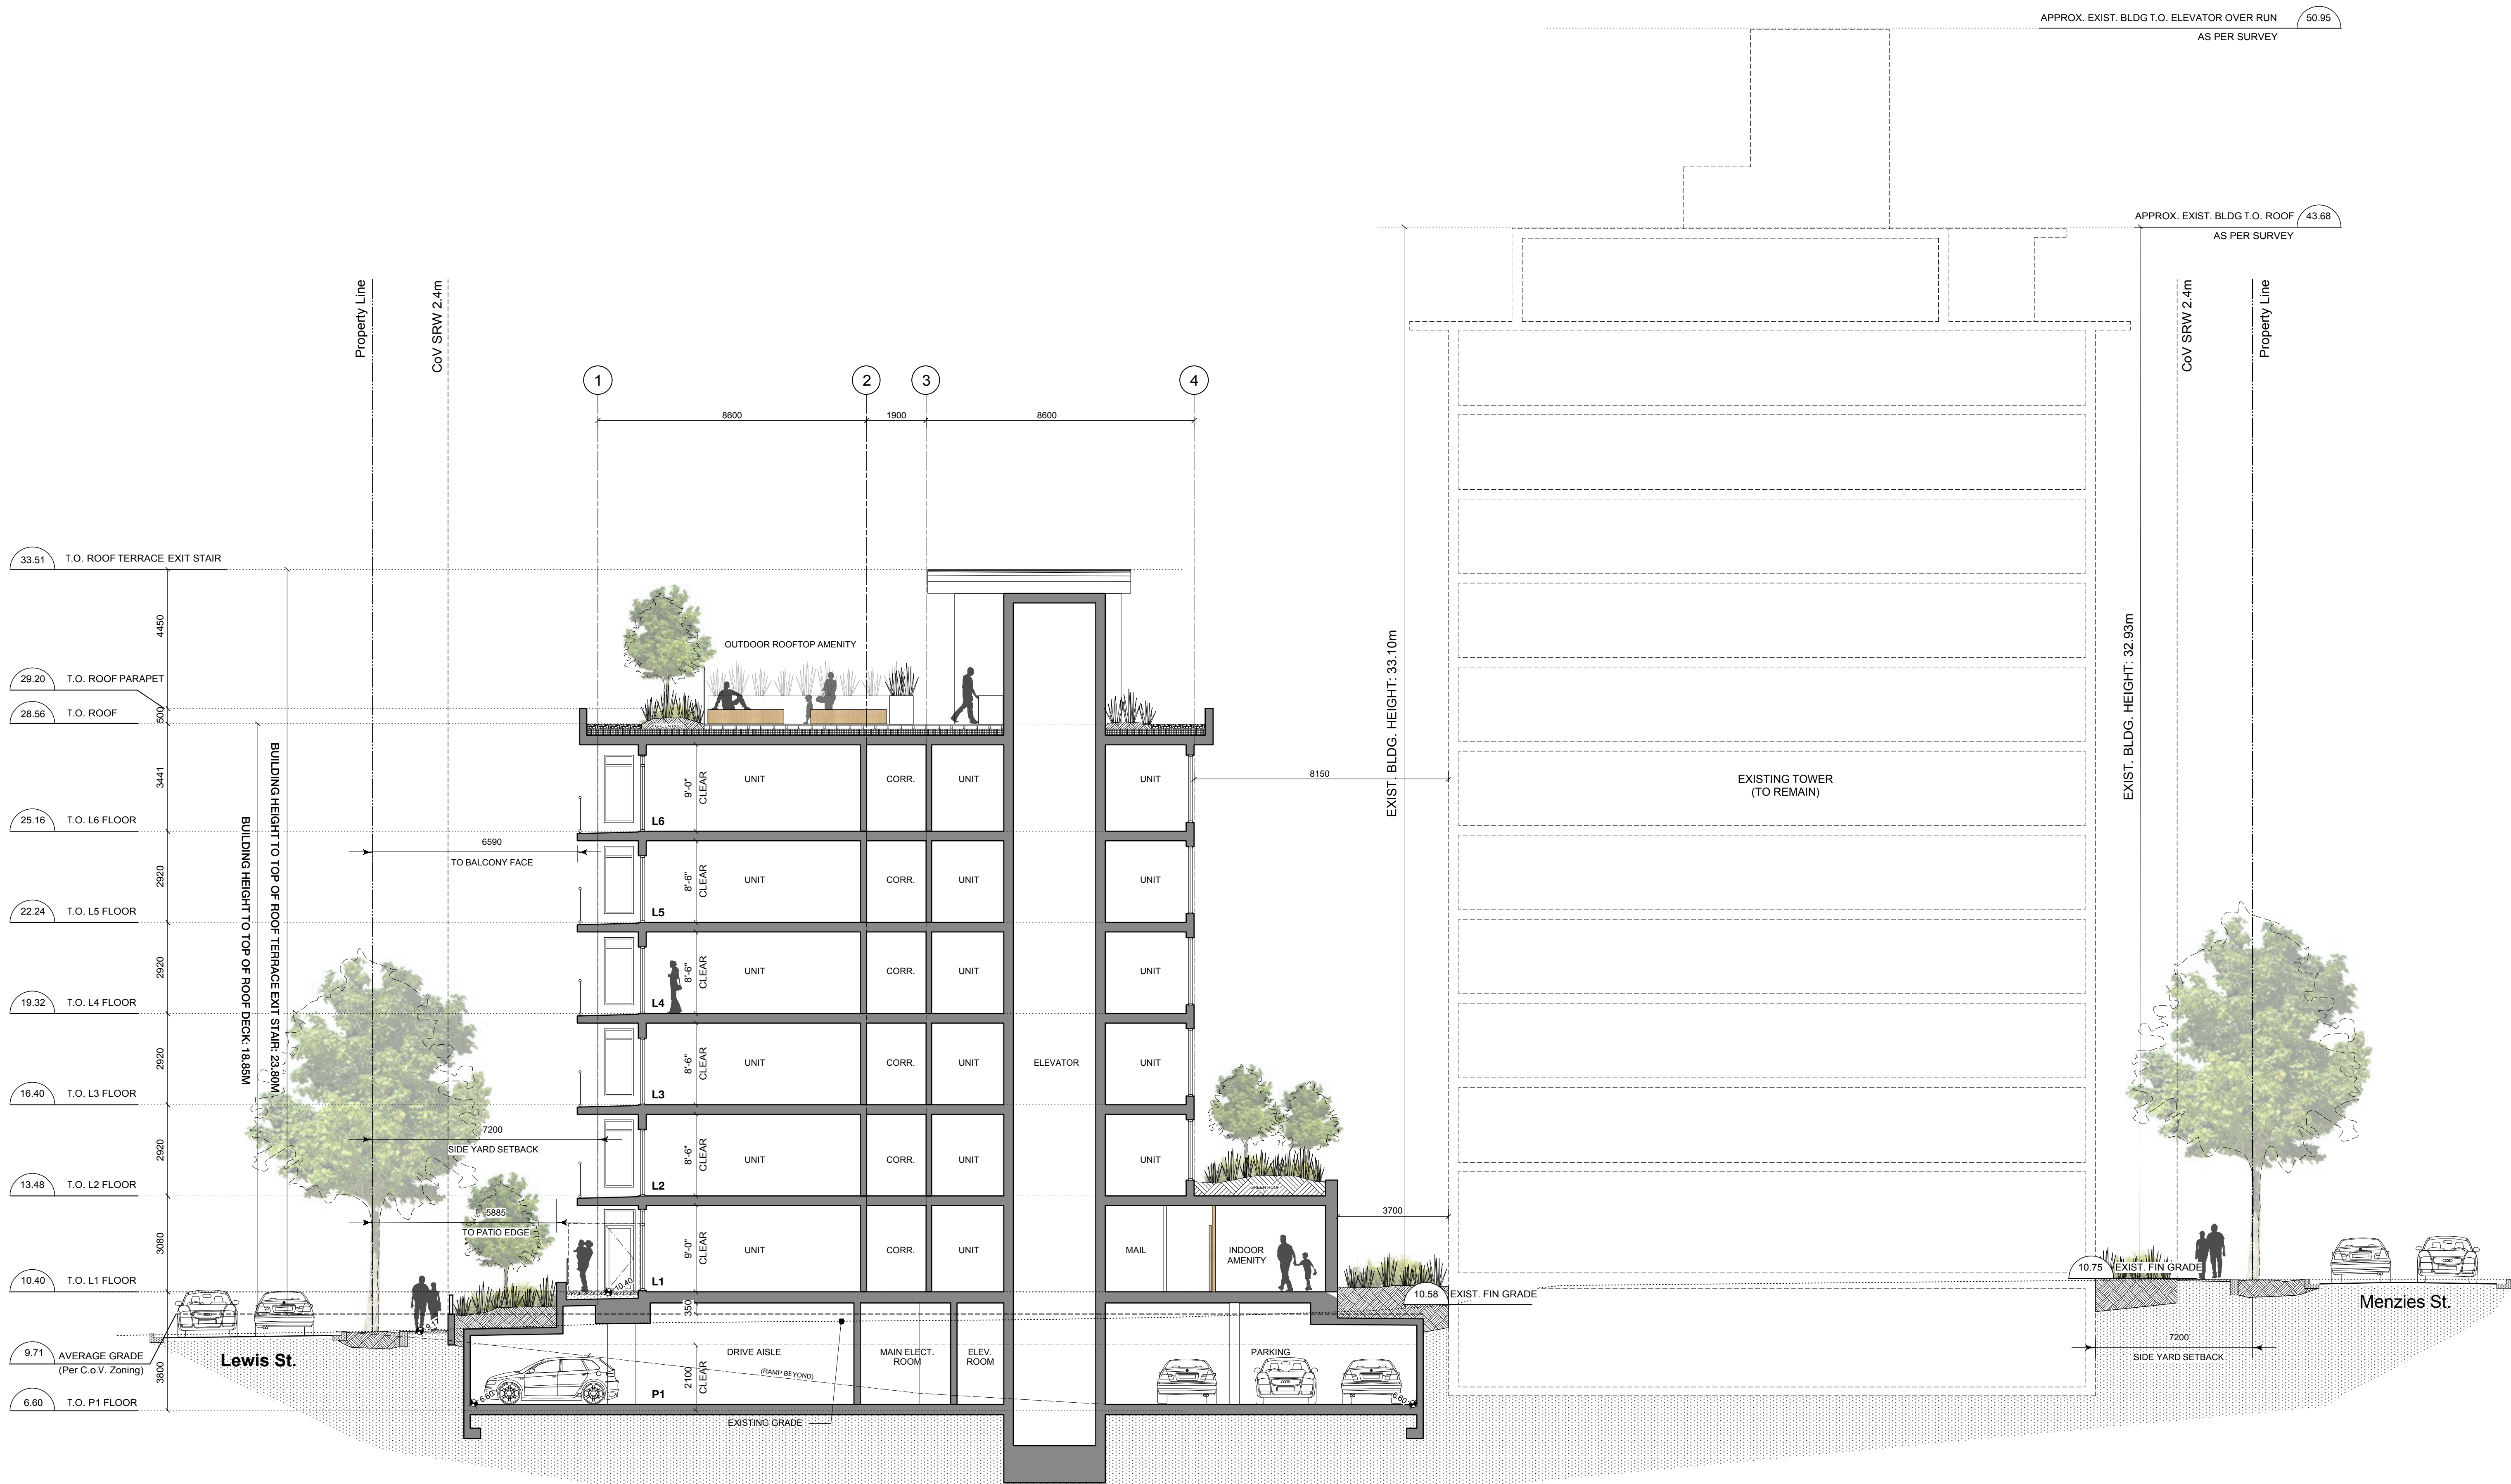 APPROX. EXIST. BLDG T.O. ELEVATOR OVER RUN 50.95
AS PER SURVEY
APPROX. EXIST. BLDG T.O. ROOF 43.68
AS PER SURVEY
Property Line
CoV SRW 2.4m
CoV SRW 2.4m
Property Line
1
2
3
4
8600
1900
8600
33.51 T.O. ROOF TERRACE EXIT STAIR
4450
29.20 T.O. ROOF PARAPET
500
28.56 T.O. ROOF
3441
25.16 T.O. L6 FLOOR
2920
22.24 T.O. L5 FLOOR
2920
19.32 T.O. L4 FLOOR
2920
16.40 T.O. L3 FLOOR
2920
13.48 T.O. L2 FLOOR
3080
10.40 T.O. L1 FLOOR
9.71 AVERAGE GRADE
(Per C.o.V. Zoning)
3800
6.60 T.O. P1 FLOOR
BUILDING HEIGHT TO TOP OF ROOF DECK: 18.85M
BUILDING HEIGHT TO TOP OF ROOF TERRACE EXIT STAIR: 23.80M
OUTDOOR ROOFTOP AMENITY
GREEN ROOF
9'-0"
CLEAR
UNIT
CORR.
UNIT
UNIT
L6
6590
TO BALCONY FACE
8'-6"
CLEAR
UNIT
CORR.
UNIT
UNIT
L5
8'-6"
CLEAR
UNIT
CORR.
UNIT
UNIT
L4
8'-6"
CLEAR
UNIT
CORR.
UNIT
ELEVATOR
UNIT
L3
7200
SIDE YARD SETBACK
8'-6"
CLEAR
UNIT
CORR.
UNIT
UNIT
L2
GREEN ROOF
5885
TO PATIO EDGE
9'-0"
CLEAR
UNIT
CORR.
UNIT
MAIL
INDOOR
AMENITY
10.40
L1
350
9.17
Lewis St.
DRIVE AISLE
MAIN ELECT.
ROOM
ELEV.
ROOM
PARKING
(RAMP BEYOND)
2100
CLEAR
P1
6.60
6.60
EXISTING GRADE
8150
3700
EXIST. BLDG. HEIGHT: 33.10m
EXISTING TOWER
(TO REMAIN)
EXIST. BLDG. HEIGHT: 32.93m
10.58 EXIST. FIN GRADE
10.75 EXIST. FIN GRADE
Menzies St.
7200
SIDE YARD SETBACK